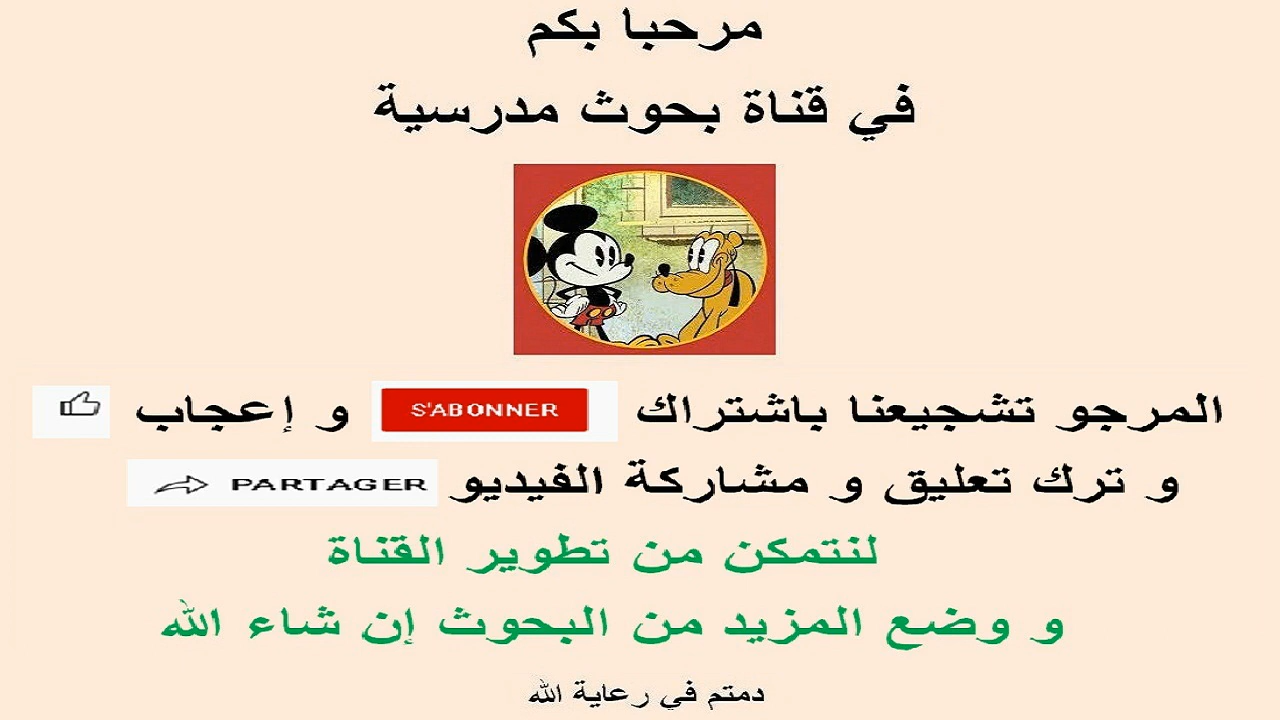 مرحبا بكم
في قناة بحوث مدرسية
المرجو تشجيعنا باشتراك S'ABONNER و إعجاب
و ترك تعليق و مشاركة الفيديو PARTAGER
لنتمكن من تطوير القناة
و وضع المزيد من البحوث إن شاء الله
دمتم في رعاية الله